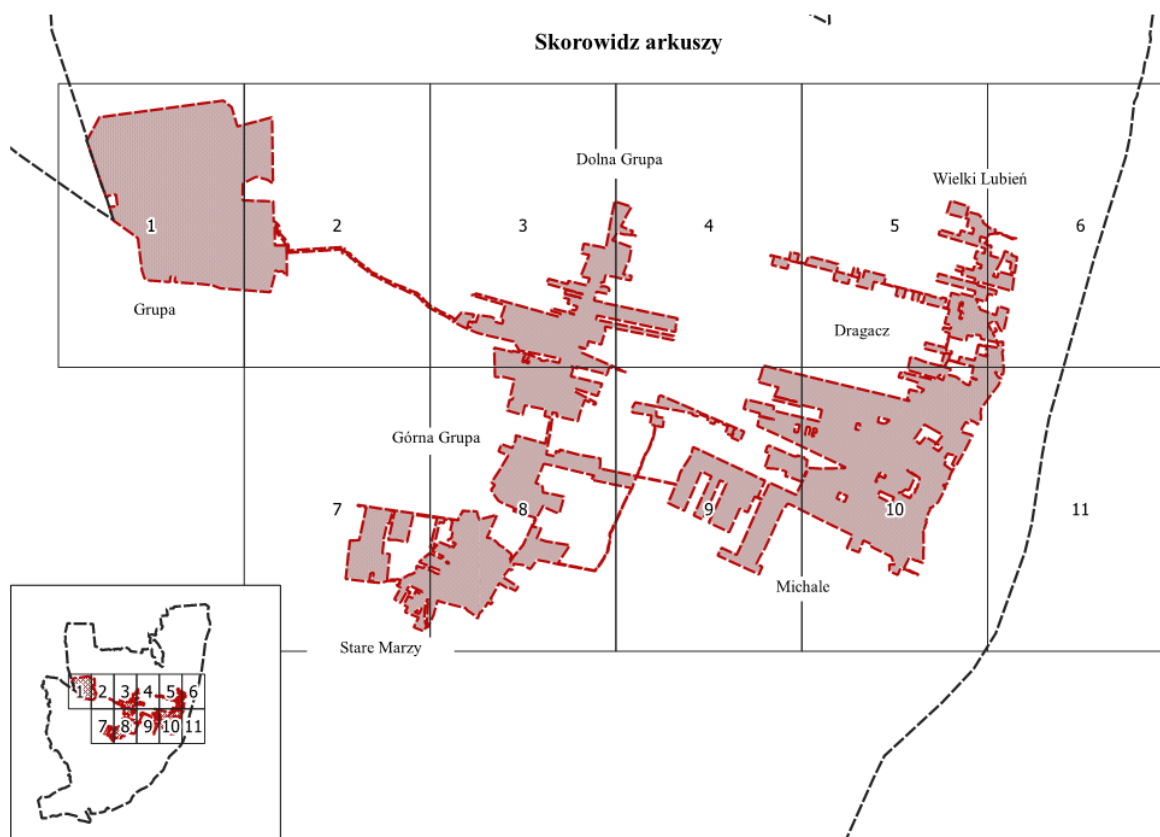 Skorowidz arkuszy
Dolna Grupa
Wielki Lubień
1
2
3
4
5
6
Grupa
Dragacz
Górna Grupa
7
8
9
10
11
Michale
Stare Marzy
1 2 3 4 5 6
7 8 9 10 11